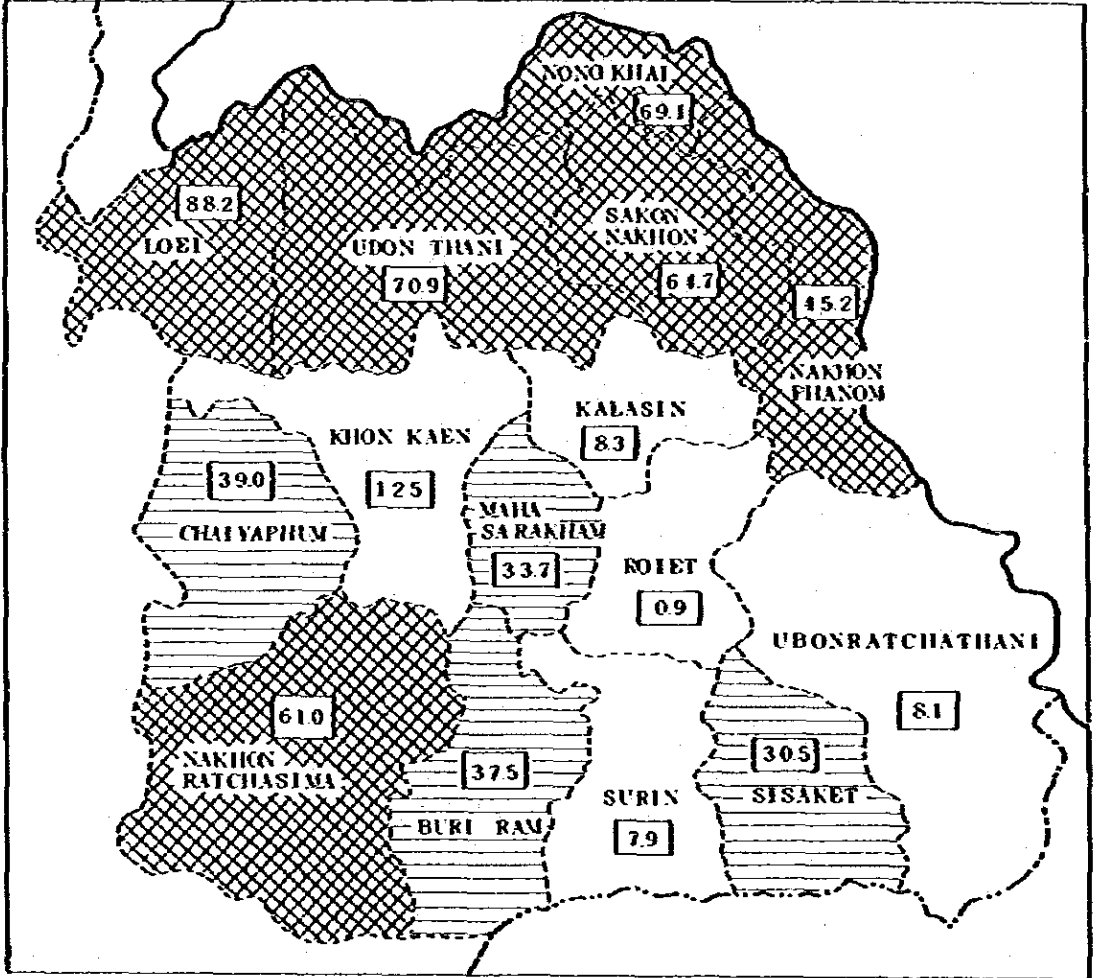 NONG KHAI
69.1
88.2
LOEI
UDON THANI
70.9
SAKON
NAKHON
64.7
45.2
NAKHON
PHANOM
KALASIN
8.3
KHON KAEN
12.5
39.0
CHAIYAPHUM
MAHA
SARAKHAM
33.7
ROIET
0.9
UBONRATCHATHANI
8.1
61.0
NAKHON
RATCHASIMA
37.5
BURI RAM
SURIN
7.9
30.5
SISAKET